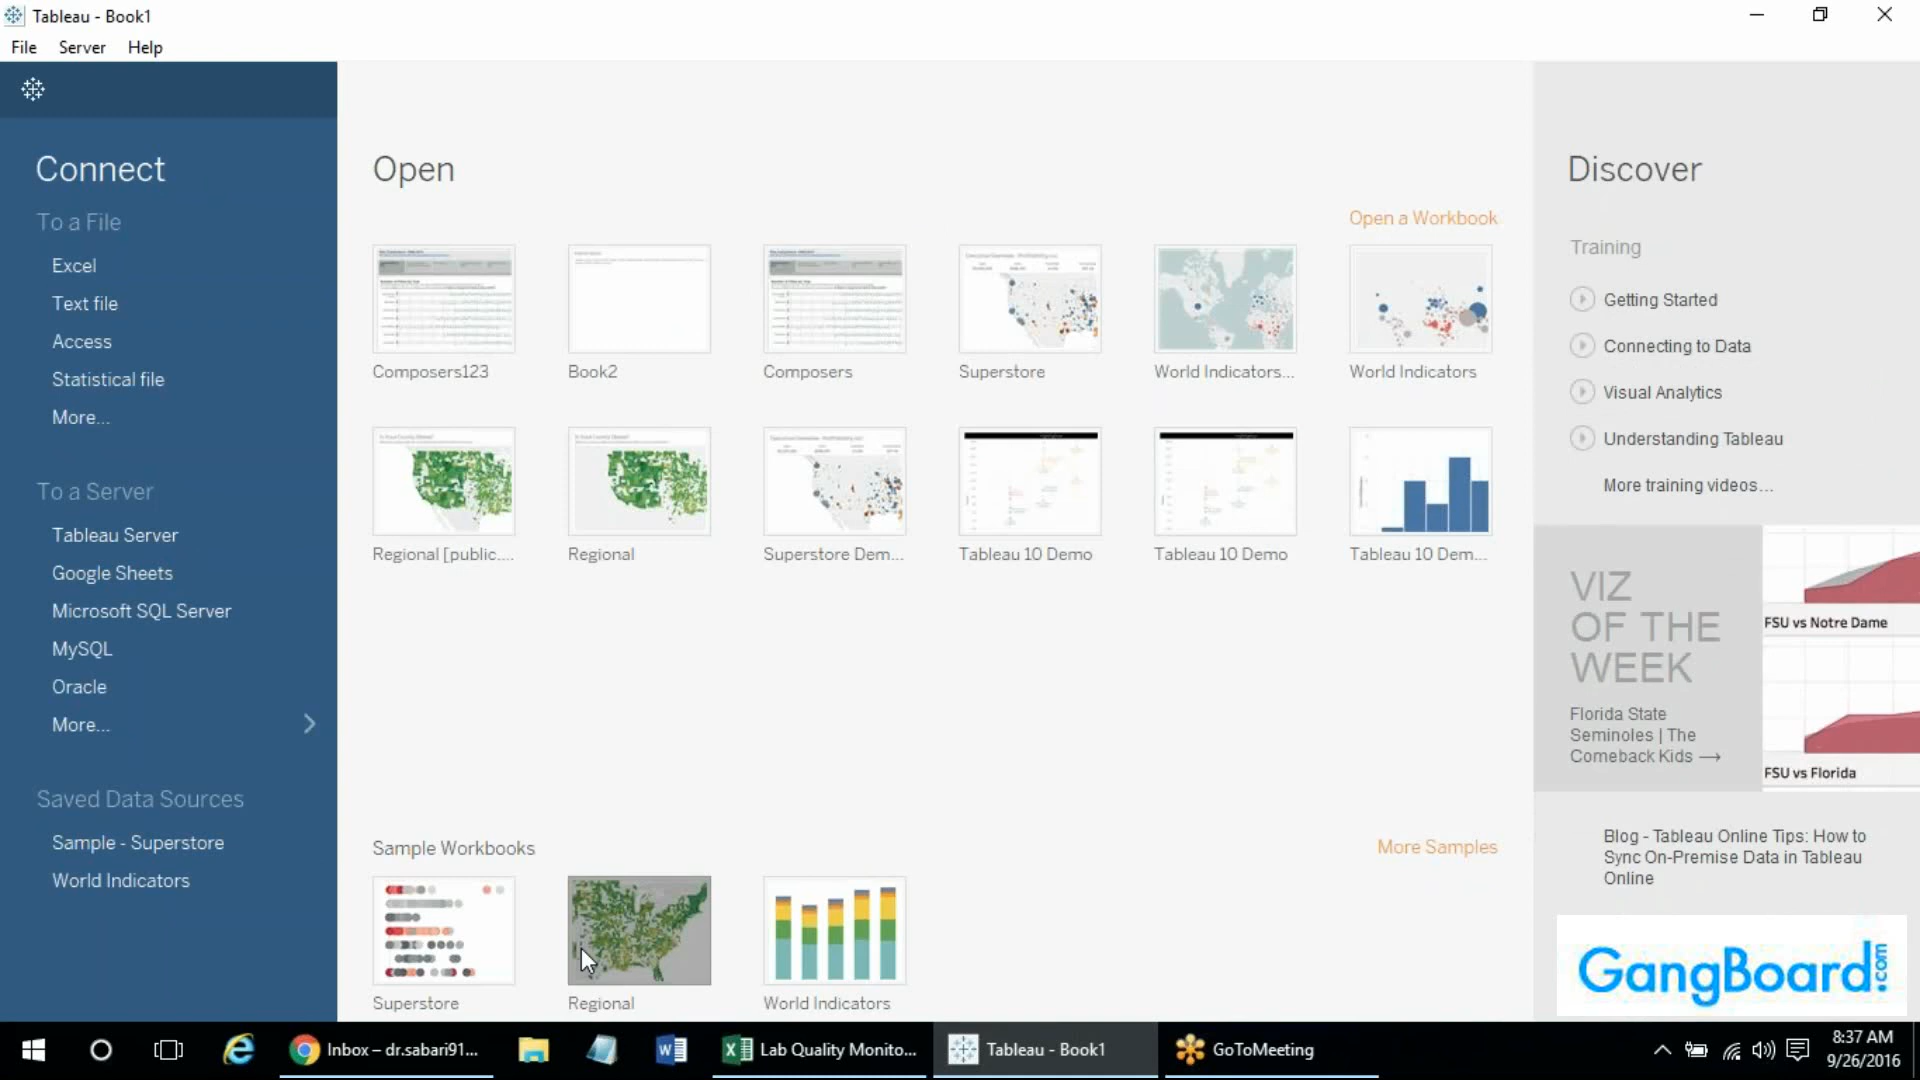 Tableau - Book1
File Server Help
Connect
To a File
Excel
Text file
Access
Statistical file
More...
To a Server
Tableau Server
Google Sheets
Microsoft SQL Server
MySQL
Oracle
More...
Saved Data Sources
Sample - Superstore
World Indicators
Open
Open a Workbook
Composers123
Book2
Composers
Superstore
World Indicators...
World Indicators
Regional [public....
Regional
Superstore Dem...
Tableau 10 Demo
Tableau 10 Demo
Tableau 10 Dem...
Sample Workbooks
More Samples
Superstore
Regional
World Indicators
Discover
Training
Getting Started
Connecting to Data
Visual Analytics
Understanding Tableau
More training videos...
VIZ
OF THE
WEEK
Florida State
Seminoles | The
Comeback Kids →
FSU vs Notre Dame
FSU vs Florida
Blog - Tableau Online Tips: How to
Sync On-Premise Data in Tableau
Online
GangBoard.com
Inbox – dr.sabari91...
Lab Quality Monito...
Tableau - Book1
GoToMeeting
8:37 AM
9/26/2016